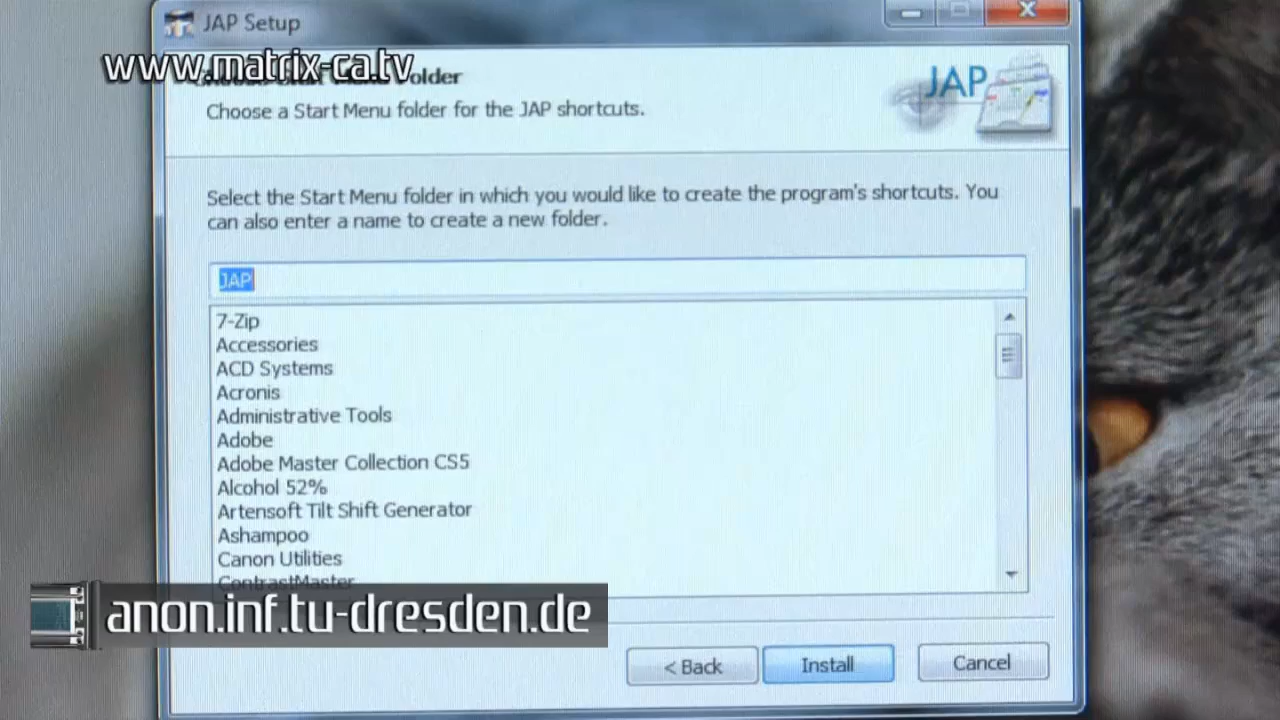 JAP Setup
www.matrix-ca.tv
Folder
Choose a Start Menu folder for the JAP shortcuts.
JAP
Select the Start Menu folder in which you would like to create the program's shortcuts. You
can also enter a name to create a new folder.
JAP
7-Zip
Accessories
ACD Systems
Acronis
Administrative Tools
Adobe
Adobe Master Collection CS5
Alcohol 52%
Artensoft Tilt Shift Generator
Ashampoo
Canon Utilities
ContrastMaster
anon.inf.tu-dresden.de
< Back
Install
Cancel